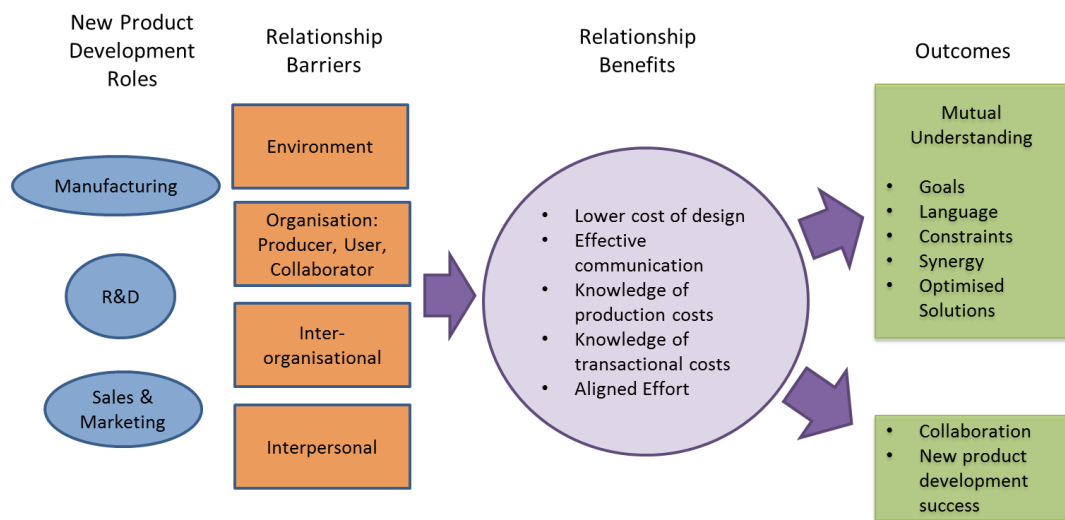 New Product
Development
Roles
Relationship
Barriers
Relationship
Benefits
Outcomes
Manufacturing
R&D
Sales &
Marketing
Environment
Organisation:
Producer, User,
Collaborator
Inter-
organisational
Interpersonal
• Lower cost of design
• Effective
communication
• Knowledge of
production costs
• Knowledge of
transactional costs
• Aligned Effort
Mutual
Understanding
• Goals
• Language
• Constraints
• Synergy
• Optimised
Solutions
• Collaboration
• New product
development
success